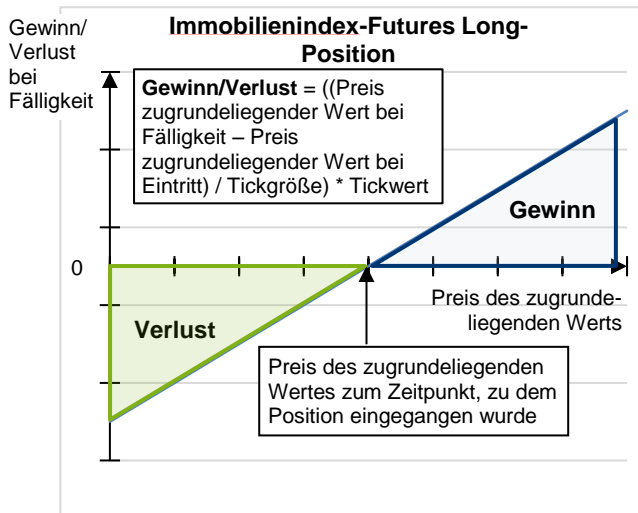 Gewinn/
Verlust
bei
Fälligkeit
Immobilienindex-Futures Long-
Position
Gewinn/Verlust = ((Preis
zugrundeliegender Wert bei
Fälligkeit – Preis
zugrundeliegender Wert bei
Eintritt) / Tickgröße) * Tickwert
Gewinn
0
Preis des zugrunde-
liegenden Werts
Verlust
Preis des zugrundeliegenden
Wertes zum Zeitpunkt, zu dem
Position eingegangen wurde